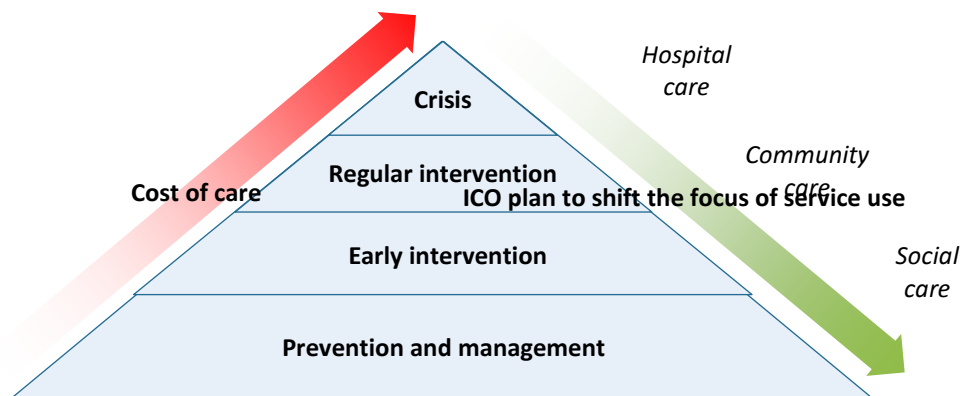 Hospital
care
Crisis
Community
care
Regular intervention
Cost of care
ICO plan to shift the focus of service use
Early intervention
Social
care
Prevention and management